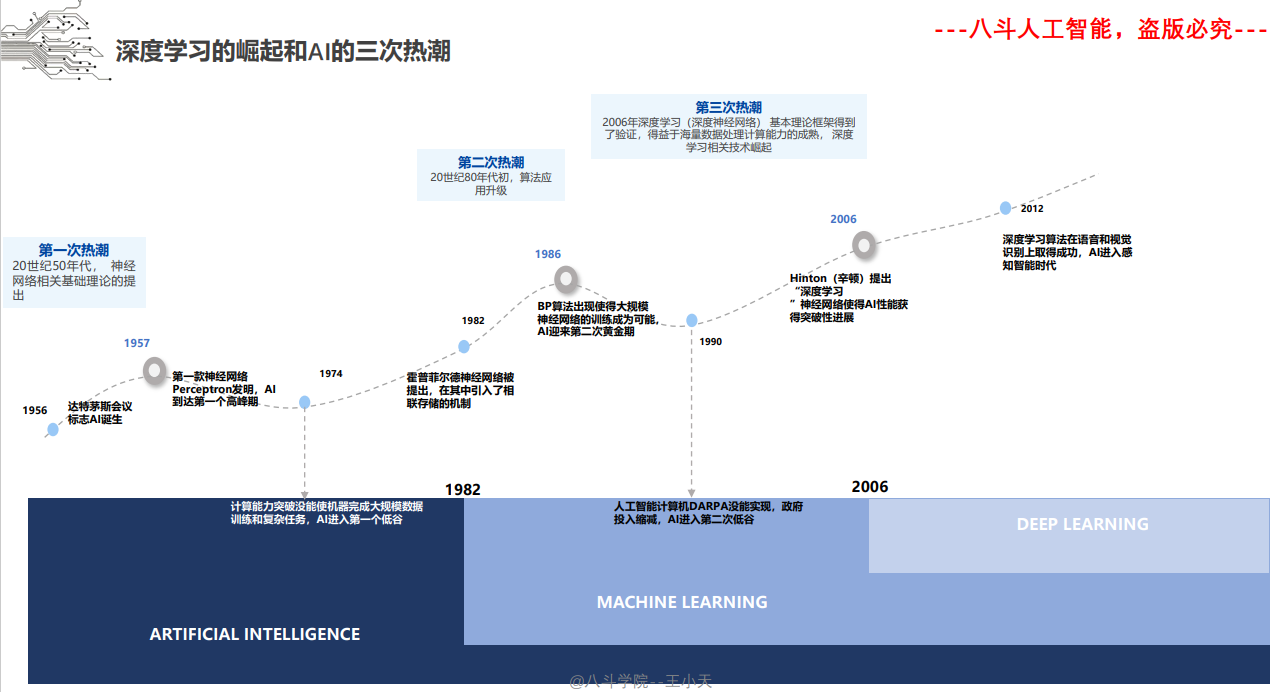 深度学习的崛起和AI的三次热潮
---八斗人工智能，盗版必究---
第三次热潮
2006年深度学习（深度神经网络） 基本理论框架得到
了验证，得益于海量数据处理计算能力的成熟， 深度
学习相关技术崛起
第二次热潮
20世纪80年代初，算法应
用升级
第一次热潮
20世纪50年代， 神经
网络相关基础理论的提
出
1956
达特茅斯会议
标志AI诞生
1957
第一款神经网络
Perceptron发明，AI
到达第一个高峰期
1974
1982
霍普菲尔德神经网络被
提出，在其中引入了相
联存储的机制
1986
BP算法出现使得大规模
神经网络的训练成为可能，
AI迎来第二次黄金期
1990
2006
Hinton（辛顿）提出
“深度学习
”神经网络使得AI性能获
得突破性进展
2012
深度学习算法在语音和视觉
识别上取得成功，AI进入感
知智能时代
1982
2006
计算能力突破没能使机器完成大规模数据
训练和复杂任务，AI进入第一个低谷
人工智能计算机DARPA没能实现，政府
投入缩减，AI进入第二次低谷
DEEP LEARNING
MACHINE LEARNING
ARTIFICIAL INTELLIGENCE
@八斗学院--王小天